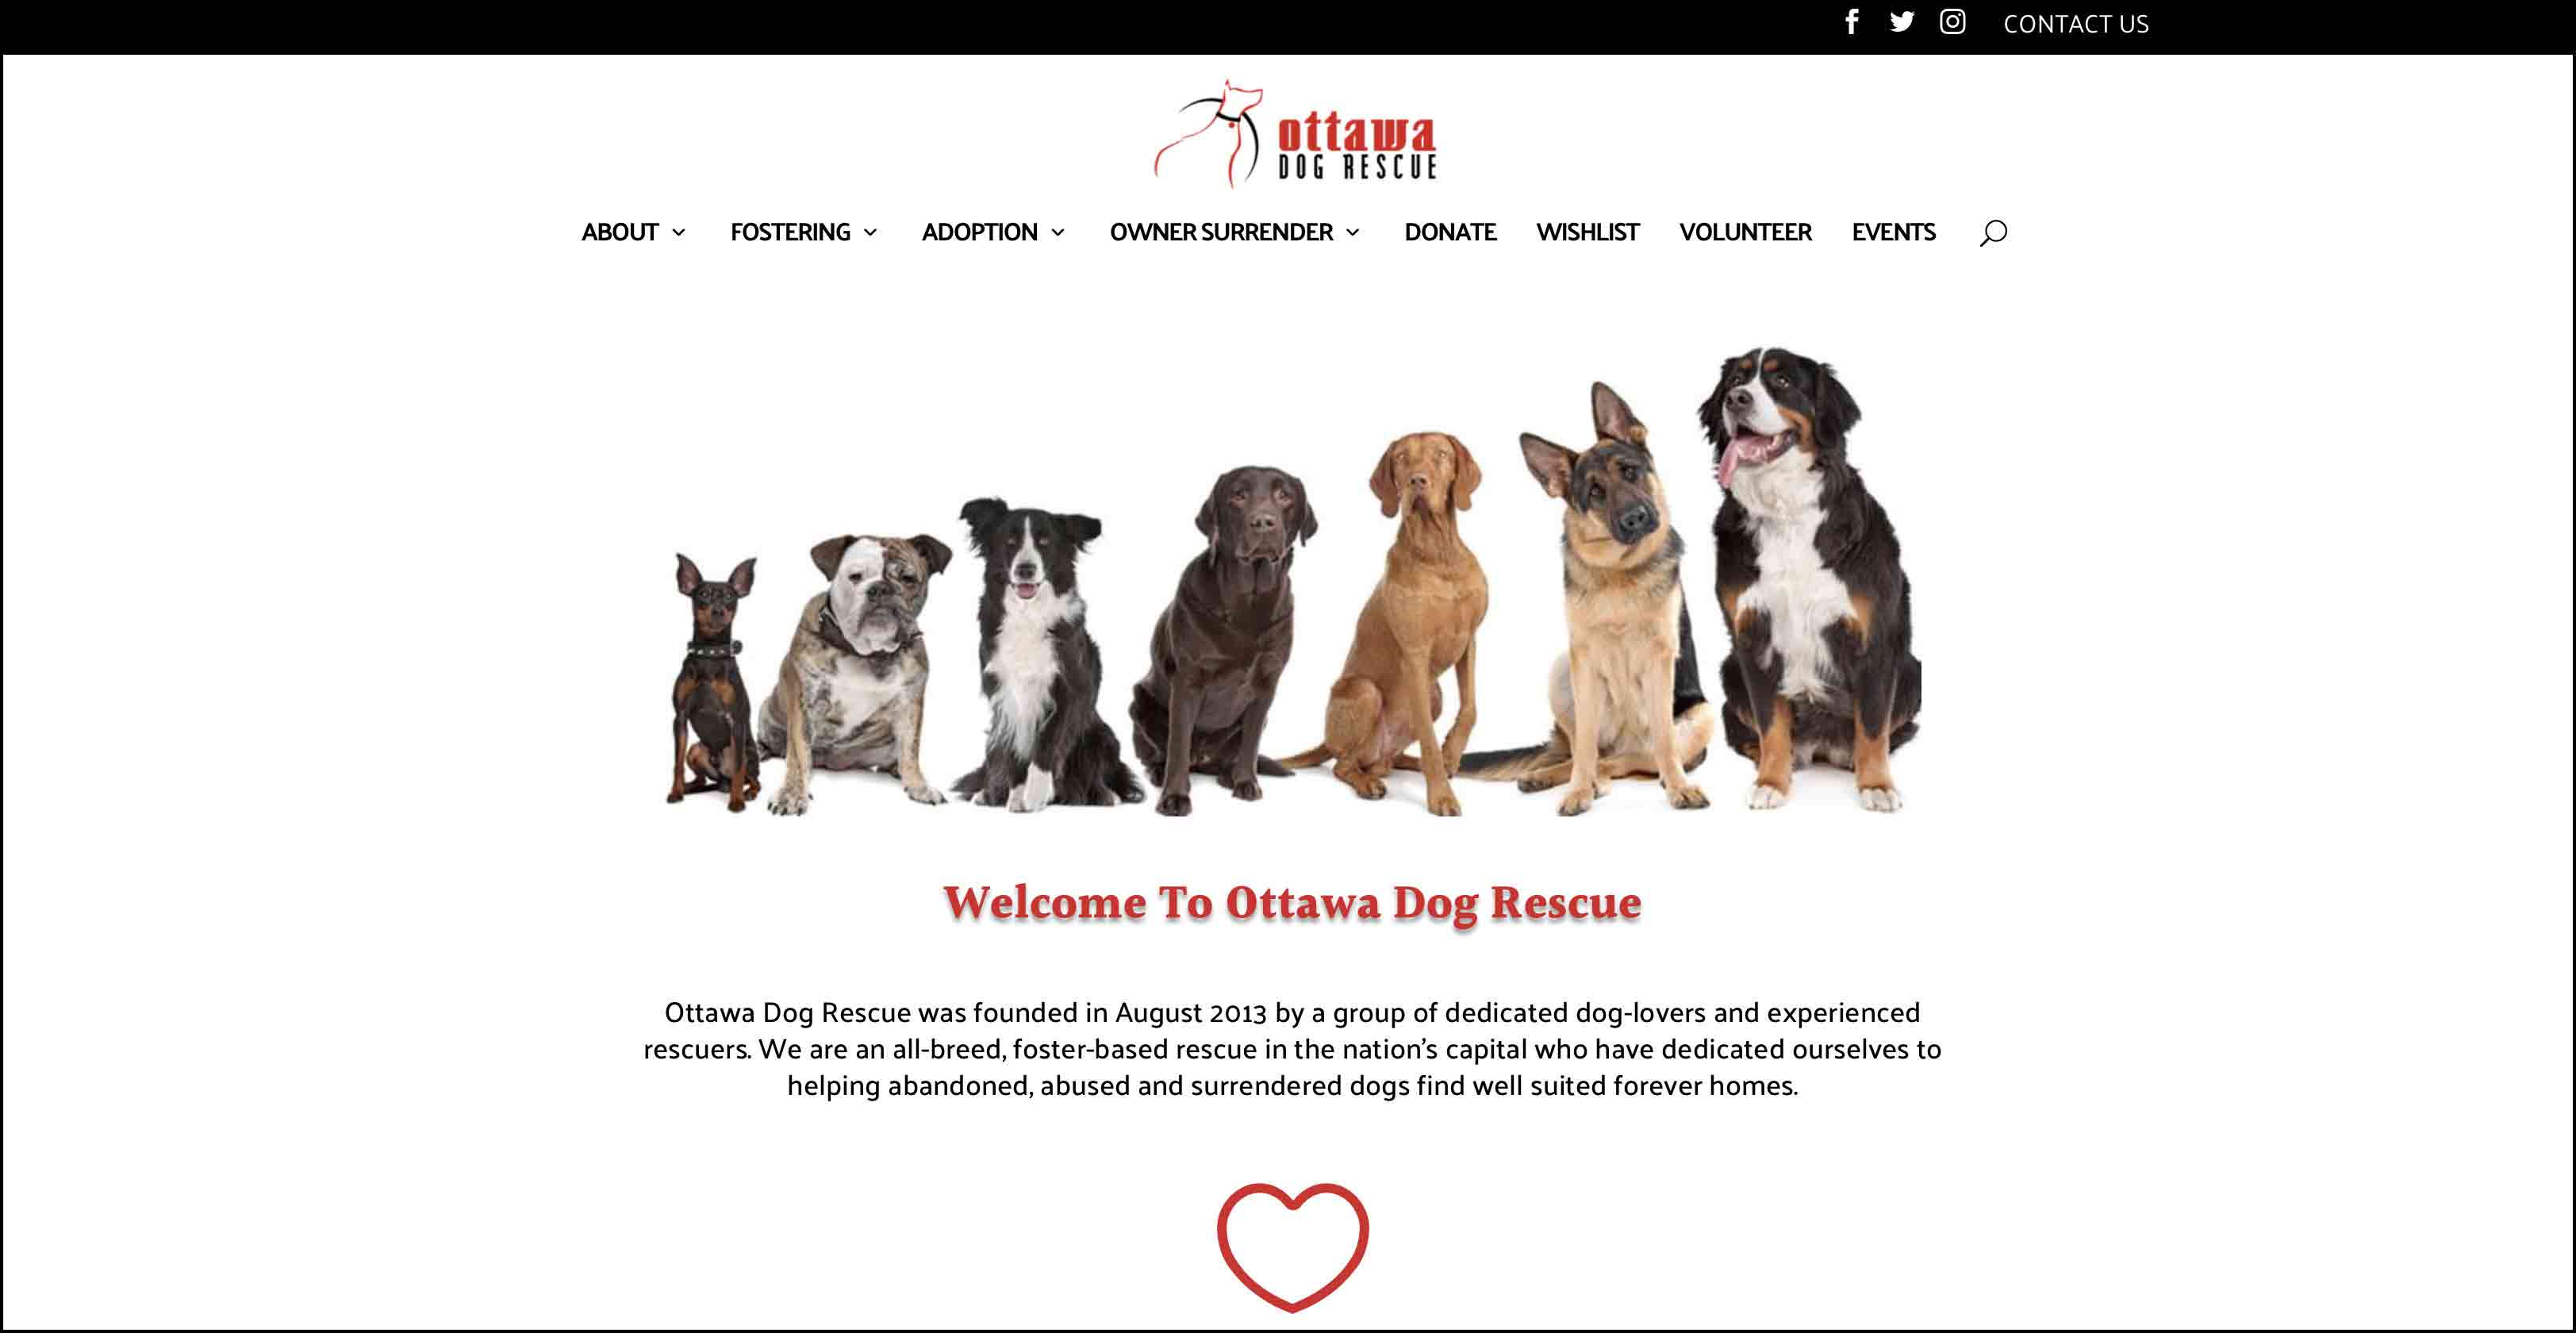 CONTACT US
ottawa
DOG RESCUE
ABOUT FOSTERING ADOPTION OWNER SURRENDER DONATE WISHLIST VOLUNTEER EVENTS
Welcome To Ottawa Dog Rescue
Ottawa Dog Rescue was founded in August 2013 by a group of dedicated dog-lovers and experienced
rescuers. We are an all-breed, foster-based rescue in the nation’s capital who have dedicated ourselves to
helping abandoned, abused and surrendered dogs find well suited forever homes.